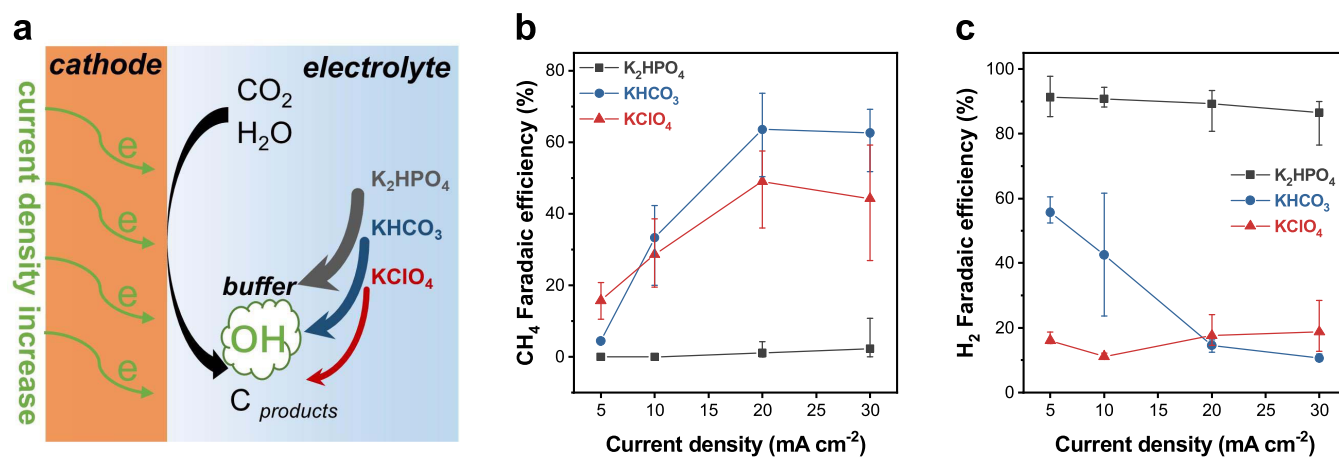 a
cathode
electrolyte
current density increase
e
e
e
e
CO₂
H₂O
K₂HPO₄
KHCO₃
KClO₄
buffer
OH
C products
b
CH₄ Faradaic efficiency (%)
80
60
40
20
0
K₂HPO₄
KHCO₃
KClO₄
5
10
15
20
25
30
Current density (mA cm⁻²)
c
H₂ Faradaic efficiency (%)
100
80
60
40
20
0
K₂HPO₄
KHCO₃
KClO₄
5
10
15
20
25
30
Current density (mA cm⁻²)